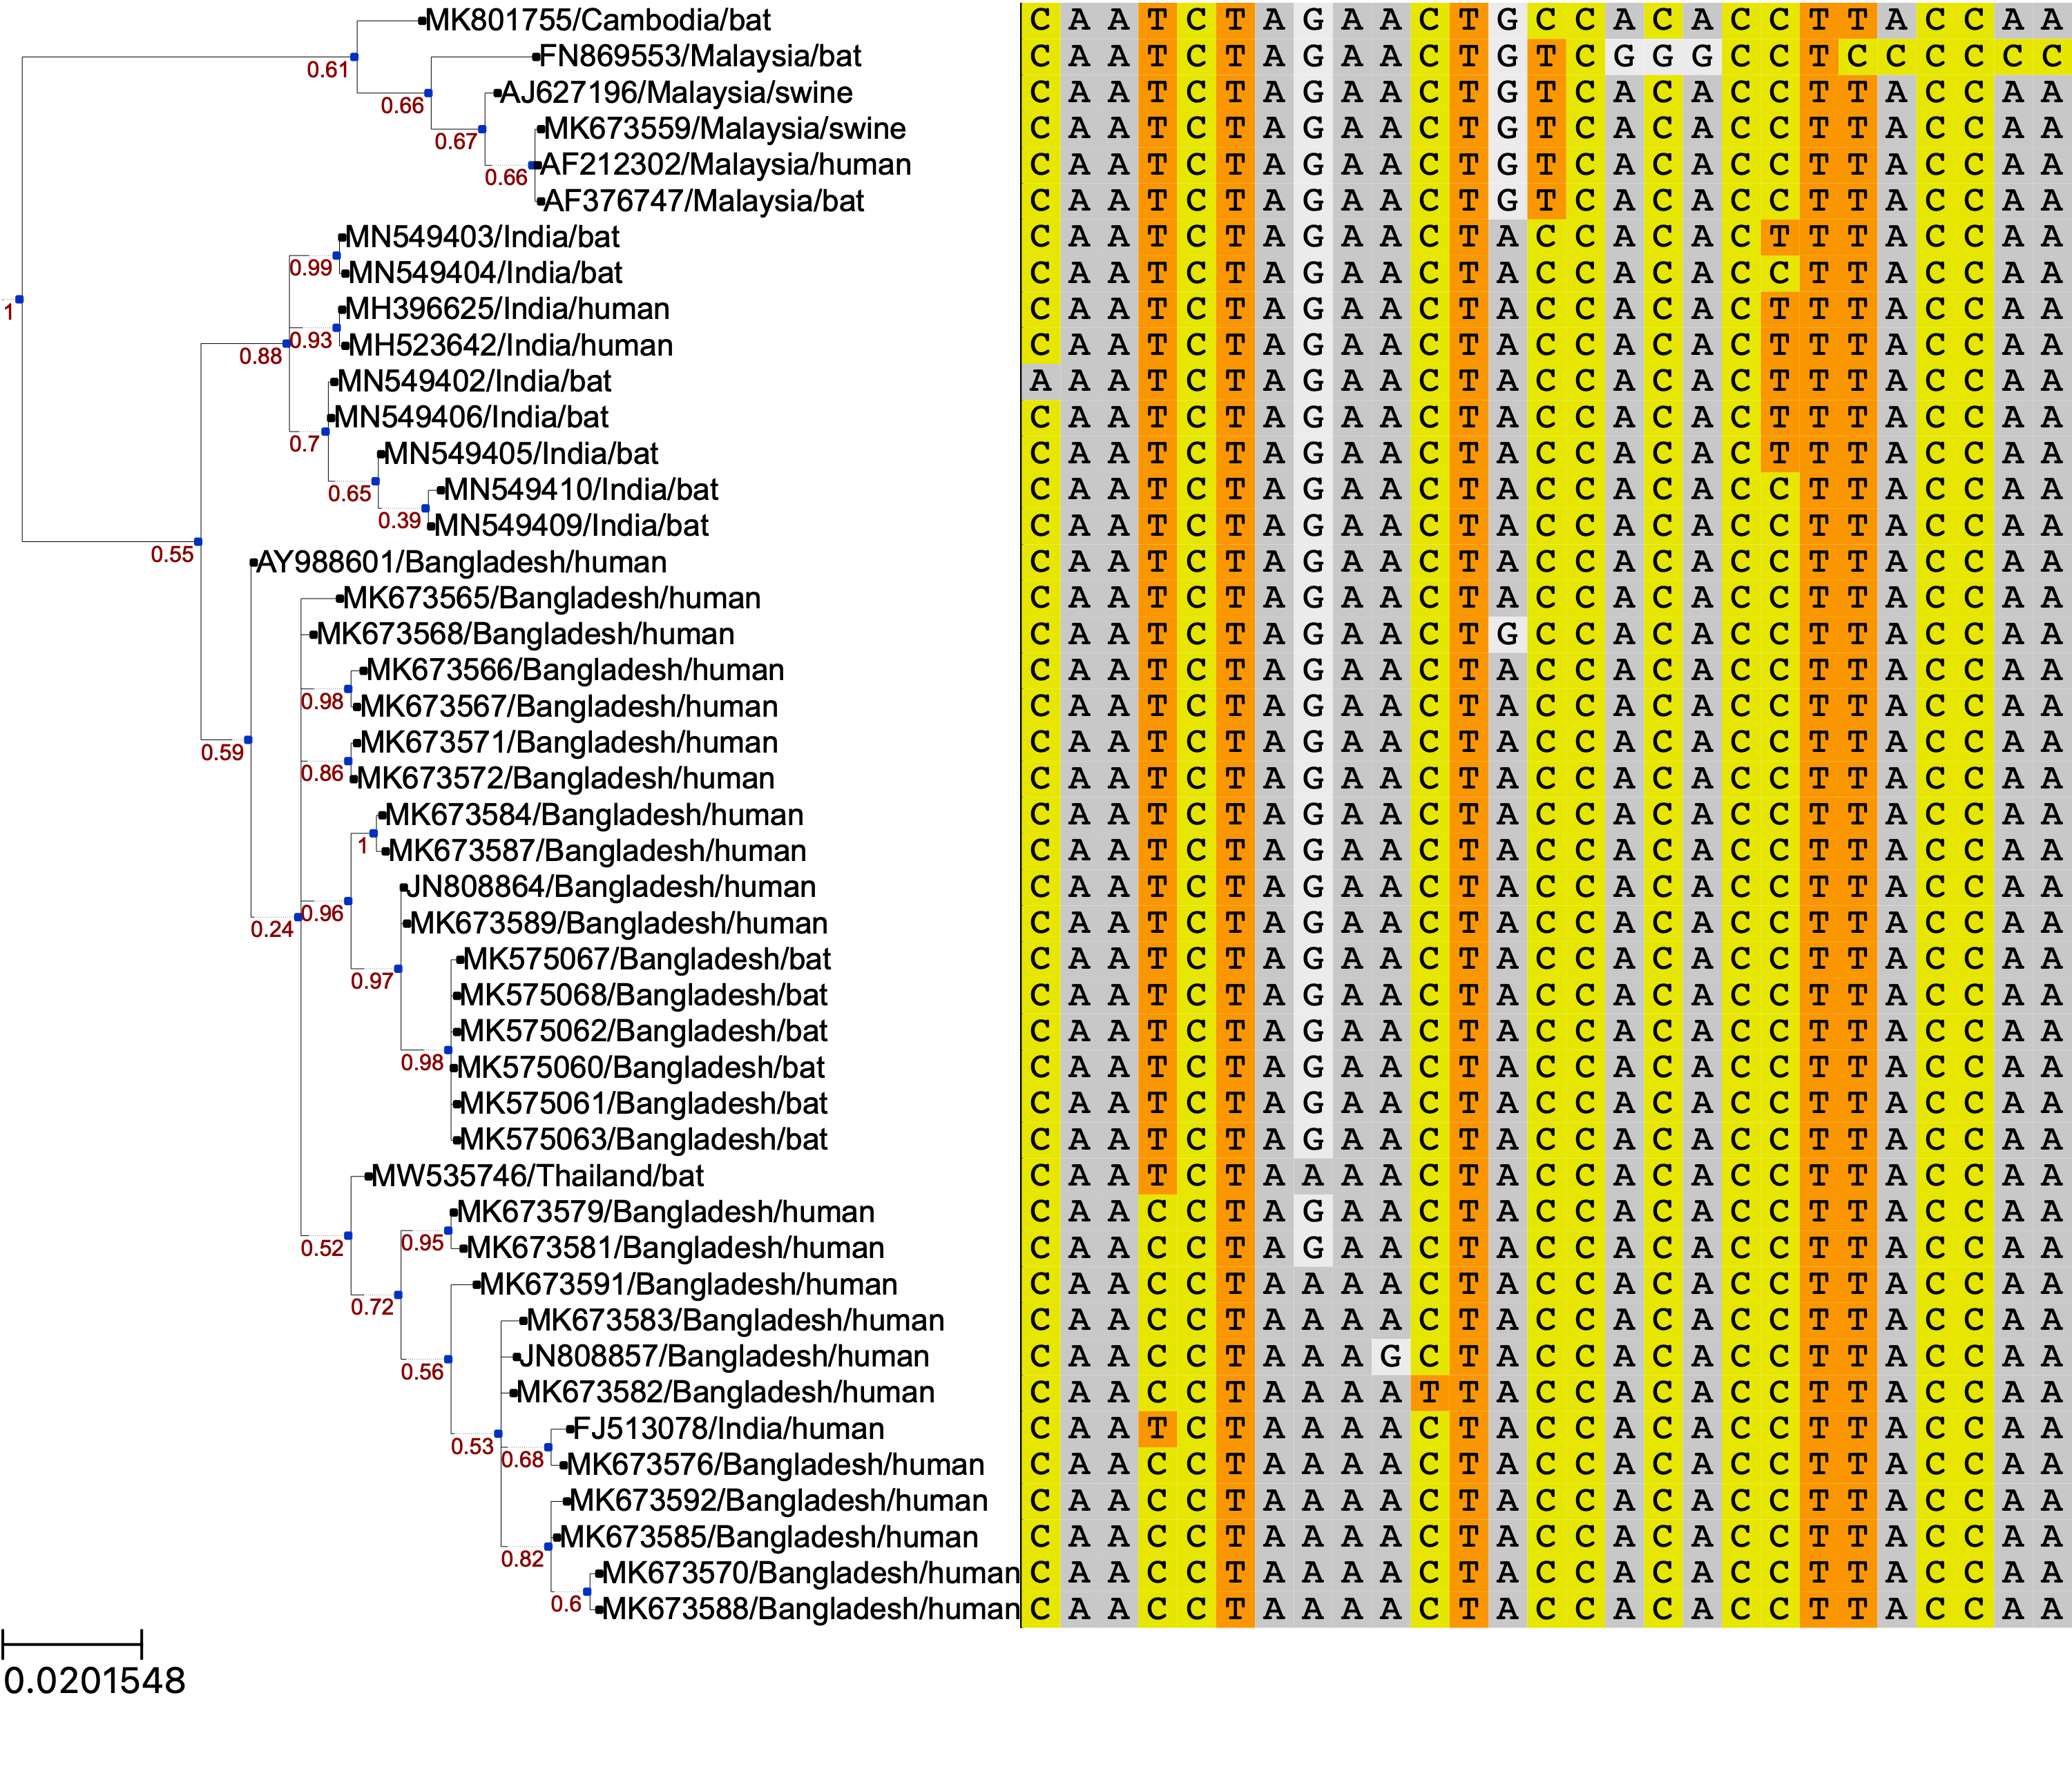 MK801755/Cambodia/bat C A A T C T A G A A C T G C C A C A C C T T A C C A A
FN869553/Malaysia/bat C A A T C T A G A A C T G T C G G G C C T C C C C C C
0.61
AJ627196/Malaysia/swine C A A T C T A G A A C T G T C A C A C C T T A C C A A
0.66
MK673559/Malaysia/swine C A A T C T A G A A C T G T C A C A C C T T A C C A A
0.67
AF212302/Malaysia/human C A A T C T A G A A C T G T C A C A C C T T A C C A A
0.66
AF376747/Malaysia/bat C A A T C T A G A A C T G T C A C A C C T T A C C A A
MN549403/India/bat C A A T C T A G A A C T A C C A C A C T T T A C C A A
0.99
MN549404/India/bat C A A T C T A G A A C T A C C A C A C C T T A C C A A
1
MH396625/India/human C A A T C T A G A A C T A C C A C A C T T T A C C A A
0.93
MH523642/India/human C A A T C T A G A A C T A C C A C A C T T T A C C A A
0.88
MN549402/India/bat A A A T C T A G A A C T A C C A C A C T T T A C C A A
MN549406/India/bat C A A T C T A G A A C T A C C A C A C T T T A C C A A
0.7
MN549405/India/bat C A A T C T A G A A C T A C C A C A C T T T A C C A A
0.65
MN549410/India/bat C A A T C T A G A A C T A C C A C A C C T T A C C A A
0.39
MN549409/India/bat C A A T C T A G A A C T A C C A C A C C T T A C C A A
0.55
AY988601/Bangladesh/human C A A T C T A G A A C T A C C A C A C C T T A C C A A
MK673565/Bangladesh/human C A A T C T A G A A C T A C C A C A C C T T A C C A A
MK673568/Bangladesh/human C A A T C T A G A A C T G C C A C A C C T T A C C A A
MK673566/Bangladesh/human C A A T C T A G A A C T A C C A C A C C T T A C C A A
0.98
MK673567/Bangladesh/human C A A T C T A G A A C T A C C A C A C C T T A C C A A
0.59
MK673571/Bangladesh/human C A A T C T A G A A C T A C C A C A C C T T A C C A A
0.86
MK673572/Bangladesh/human C A A T C T A G A A C T A C C A C A C C T T A C C A A
MK673584/Bangladesh/human C A A T C T A G A A C T A C C A C A C C T T A C C A A
1
MK673587/Bangladesh/human C A A T C T A G A A C T A C C A C A C C T T A C C A A
JN808864/Bangladesh/human C A A T C T A G A A C T A C C A C A C C T T A C C A A
0.96
MK673589/Bangladesh/human C A A T C T A G A A C T A C C A C A C C T T A C C A A
0.24
MK575067/Bangladesh/bat C A A T C T A G A A C T A C C A C A C C T T A C C A A
0.97
MK575068/Bangladesh/bat C A A T C T A G A A C T A C C A C A C C T T A C C A A
MK575062/Bangladesh/bat C A A T C T A G A A C T A C C A C A C C T T A C C A A
0.98
MK575060/Bangladesh/bat C A A T C T A G A A C T A C C A C A C C T T A C C A A
MK575061/Bangladesh/bat C A A T C T A G A A C T A C C A C A C C T T A C C A A
MK575063/Bangladesh/bat C A A T C T A G A A C T A C C A C A C C T T A C C A A
MW535746/Thailand/bat C A A T C T A A A A C T A C C A C A C C T T A C C A A
MK673579/Bangladesh/human C A A C C T A G A A C T A C C A C A C C T T A C C A A
0.95
0.52
MK673581/Bangladesh/human C A A C C T A G A A C T A C C A C A C C T T A C C A A
MK673591/Bangladesh/human C A A C C T A A A A C T A C C A C A C C T T A C C A A
0.72
MK673583/Bangladesh/human C A A C C T A A A A C T A C C A C A C C T T A C C A A
JN808857/Bangladesh/human C A A C C T A A A G C T A C C A C A C C T T A C C A A
0.56
MK673582/Bangladesh/human C A A C C T A A A A T T A C C A C A C C T T A C C A A
FJ513078/India/human C A A T C T A A A A C T A C C A C A C C T T A C C A A
0.53
0.68
MK673576/Bangladesh/human C A A C C T A A A A C T A C C A C A C C T T A C C A A
MK673592/Bangladesh/human C A A C C T A A A A C T A C C A C A C C T T A C C A A
MK673585/Bangladesh/human C A A C C T A A A A C T A C C A C A C C T T A C C A A
0.82
MK673570/Bangladesh/human C A A C C T A A A A C T A C C A C A C C T T A C C A A
0.6
MK673588/Bangladesh/human C A A C C T A A A A C T A C C A C A C C T T A C C A A
0.0201548